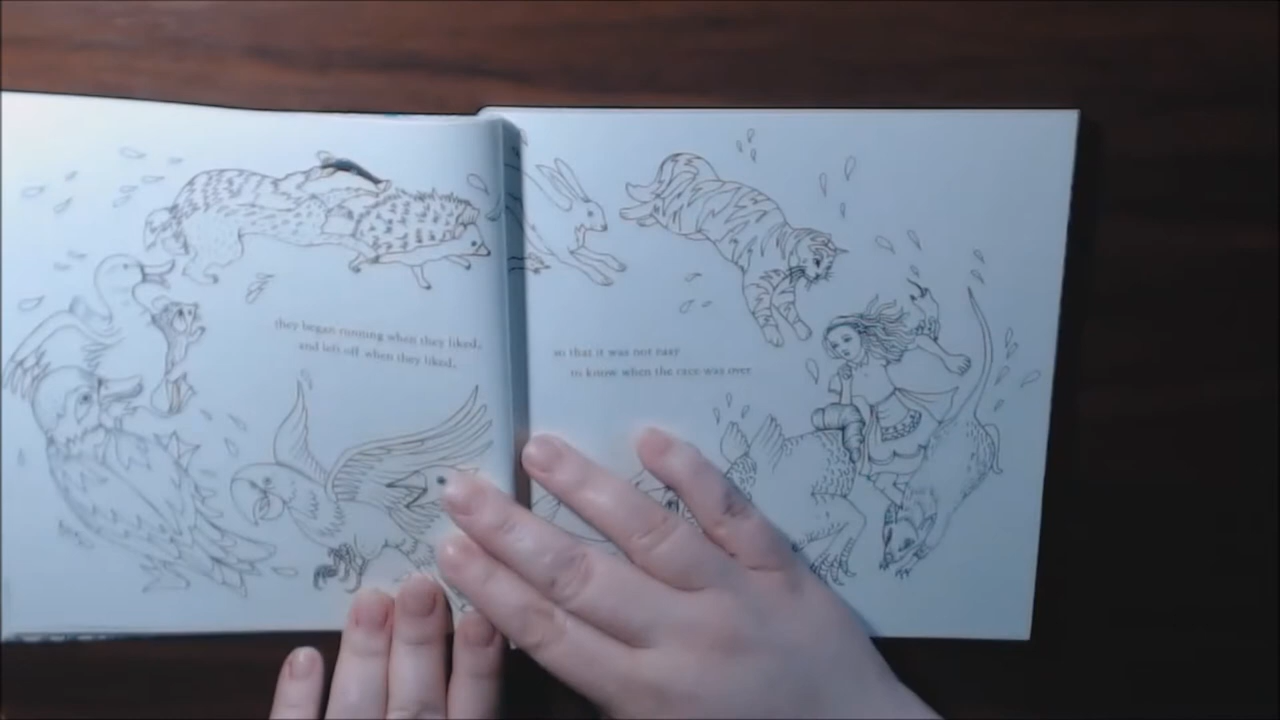 they began running when they liked,
and left off when they liked,
so that it was not easy
to know when the race was over